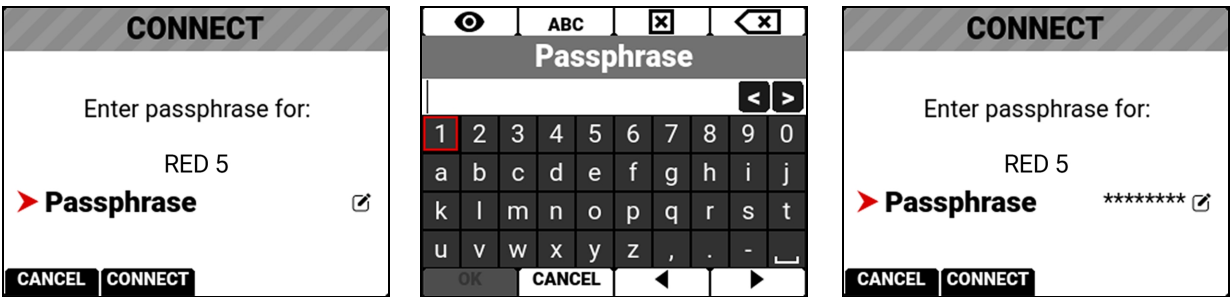 CONNECT
Enter passphrase for:
RED 5
Passphrase
CANCEL CONNECT
ABC
Passphrase
< >
1 2 3 4 5 6 7 8 9 0
a b c d e f g h i j
k l m n o p q r s t
u v w x y z , . -
OK CANCEL
CONNECT
Enter passphrase for:
RED 5
Passphrase ********
CANCEL CONNECT